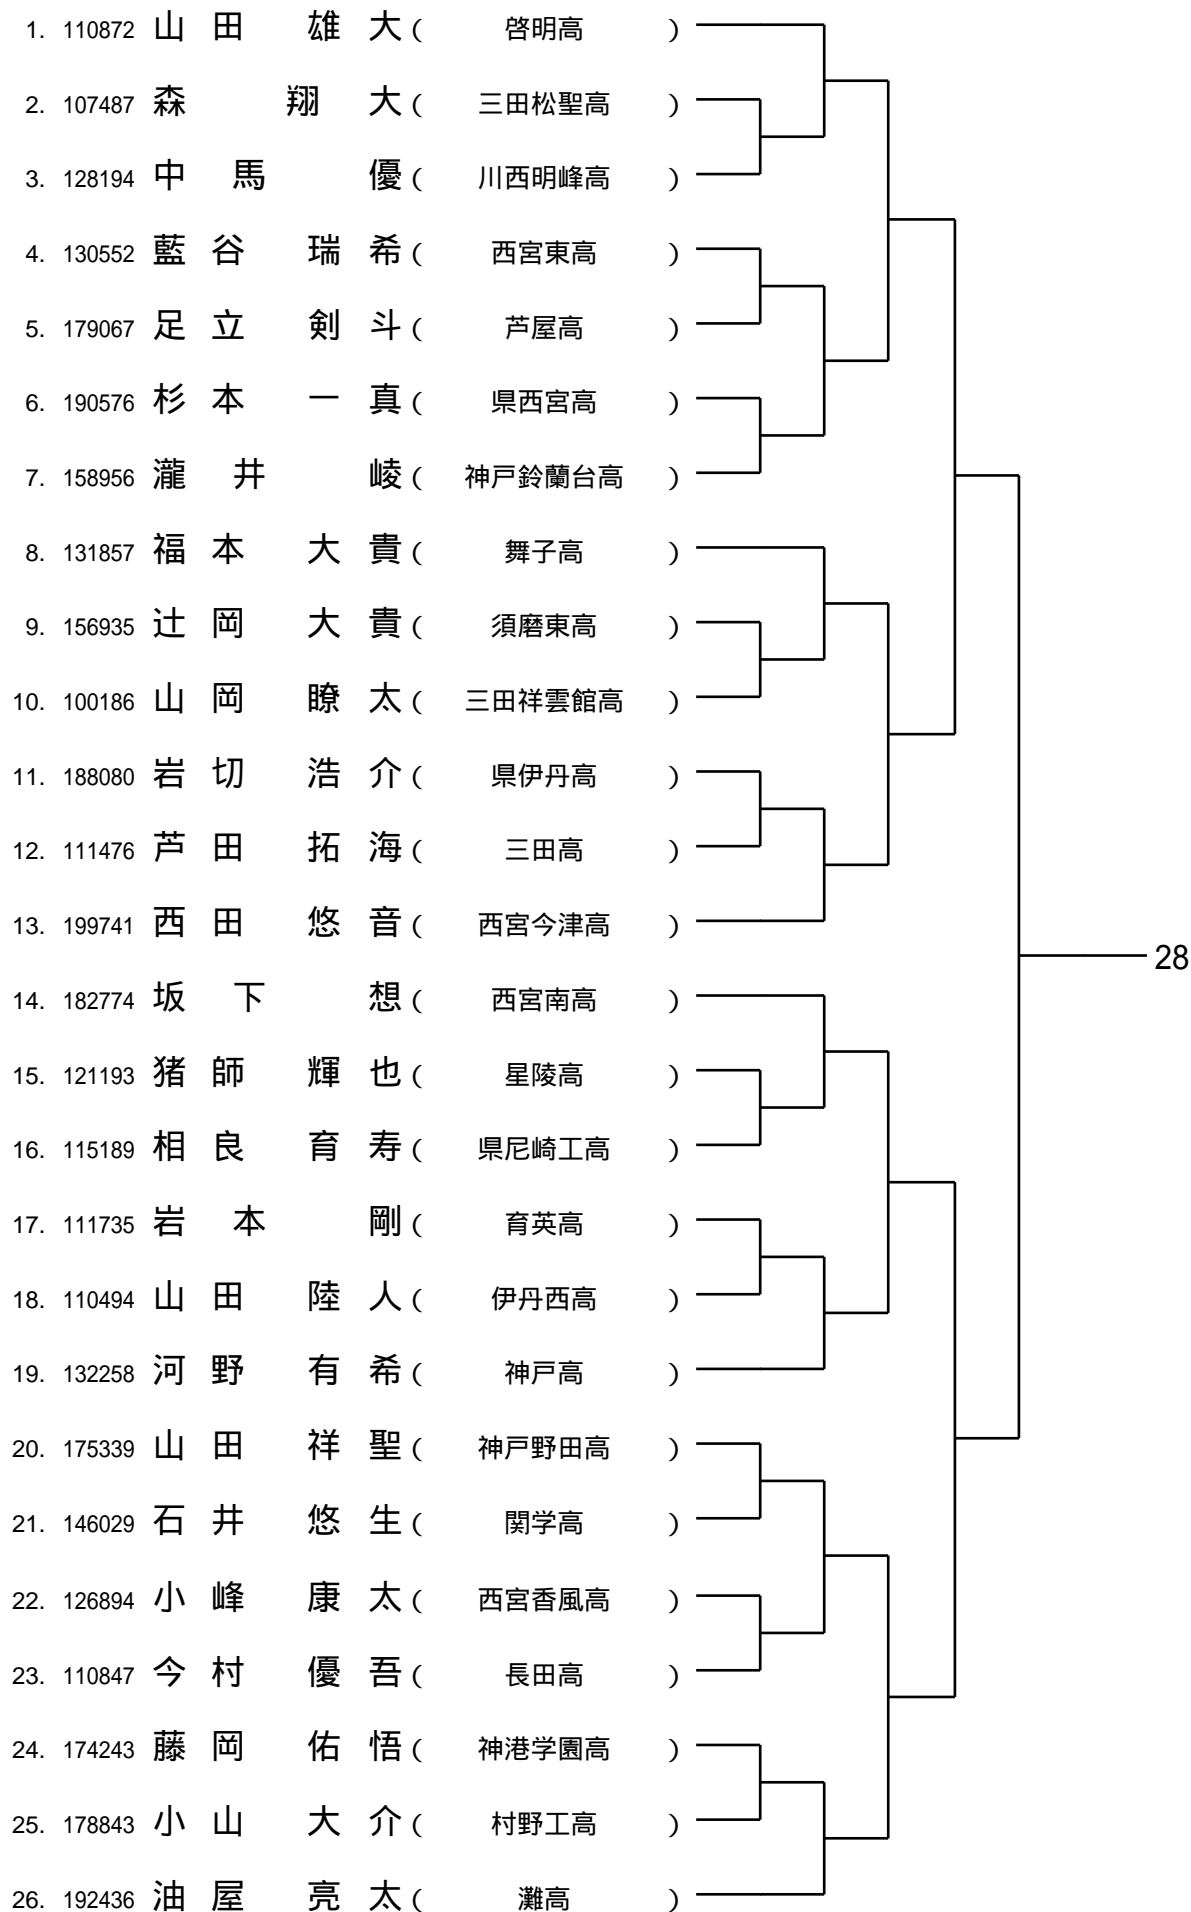 1. 110872 山田 雄大 ( 啓明高 )
2. 107487 森 翔大 ( 三田松聖高 )
3. 128194 中馬 優 ( 川西明峰高 )
4. 130552 藍谷 瑞希 ( 西宮東高 )
5. 179067 足立 剣斗 ( 芦屋高 )
6. 190576 杉本 一真 ( 県西宮高 )
7. 158956 瀧井 崚 ( 神戸鈴蘭台高 )
8. 131857 福本 大貴 ( 舞子高 )
9. 156935 辻岡 大貴 ( 須磨東高 )
10. 100186 山岡 瞭太 ( 三田祥雲館高 )
11. 188080 岩切 浩介 ( 県伊丹高 )
12. 111476 芦田 拓海 ( 三田高 )
13. 199741 西田 悠音 ( 西宮今津高 )
28
14. 182774 坂下 想 ( 西宮南高 )
15. 121193 猪師 輝也 ( 星陵高 )
16. 115189 相良 育寿 ( 県尼崎工高 )
17. 111735 岩本 剛 ( 育英高 )
18. 110494 山田 陸人 ( 伊丹西高 )
19. 132258 河野 有希 ( 神戸高 )
20. 175339 山田 祥聖 ( 神戸野田高 )
21. 146029 石井 悠生 ( 関学高 )
22. 126894 小峰 康太 ( 西宮香風高 )
23. 110847 今村 優吾 ( 長田高 )
24. 174243 藤岡 佑悟 ( 神港学園高 )
25. 178843 小山 大介 ( 村野工高 )
26. 192436 油屋 亮太 ( 灘高 )